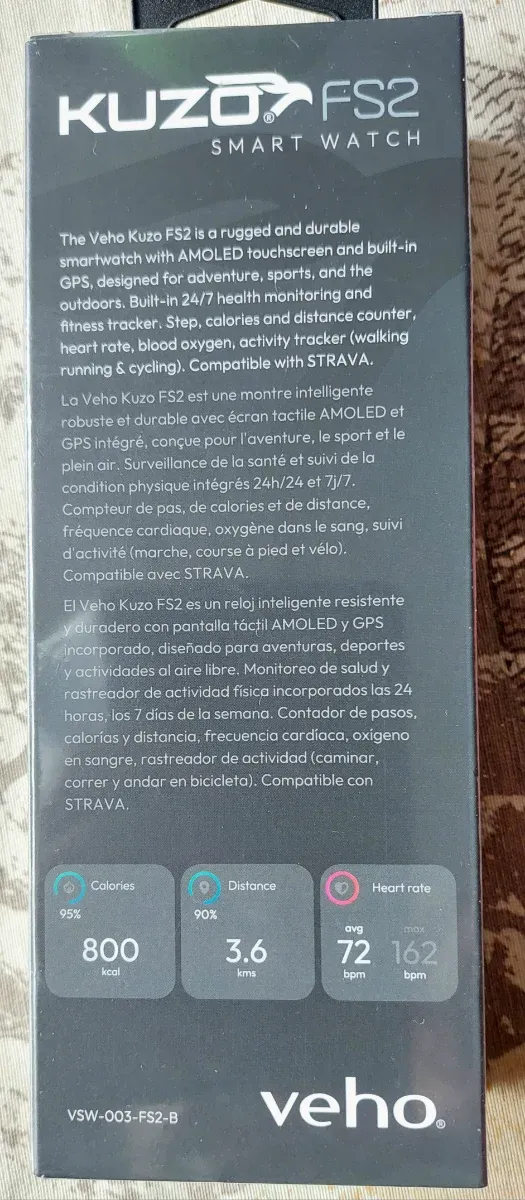 KUZO® FS2
SMART WATCH
The Veho Kuzo FS2 is a rugged and durable
smartwatch with AMOLED touchscreen and built-in
GPS, designed for adventure, sports, and the
outdoors. Built-in 24/7 health monitoring and
fitness tracker. Step, calories and distance counter,
heart rate, blood oxygen, activity tracker (walking
running & cycling). Compatible with STRAVA.
La Veho Kuzo FS2 est une montre intelligente
robuste et durable avec écran tactile AMOLED et
GPS intégré, conçue pour l'aventure, le sport et le
plein air. Surveillance de la santé et suivi de la
condition physique intégrés 24h/24 et 7j/7.
Compteur de pas, de calories et de distance,
fréquence cardiaque, oxygène dans le sang, suivi
d'activité (marche, course à pied et vélo).
Compatible avec STRAVA.
El Veho Kuzo FS2 es un reloj inteligente resistente
y duradero con pantalla táctil AMOLED y GPS
incorporado, diseñado para aventuras, deportes
y actividades al aire libre. Monitoreo de salud y
rastreador de actividad física incorporados las 24
horas, los 7 días de la semana. Contador de pasos,
calorías y distancia, frecuencia cardíaca, oxígeno
en sangre, rastreador de actividad (caminar,
correr y andar en bicicleta). Compatible con
STRAVA.
Calories
95%
800
kcal
Distance
90%
3.6
kms
Heart rate
avg max
72 162
bpm bpm
VSW-003-FS2-B
veho®